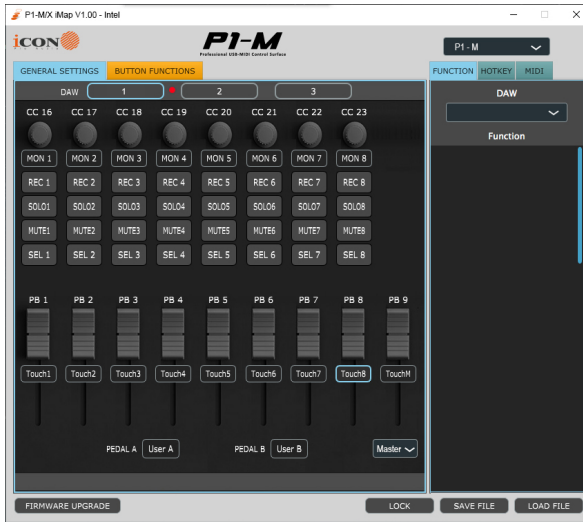 P1-M/X iMap V1.00 - Intel
icon
PRO AUDIO
P1-M
Professional USB-MIDI Control Surface
P1 - M
GENERAL SETTINGS BUTTON FUNCTIONS
FUNCTION HOTKEY MIDI
DAW 1 2 3
DAW
Function
CC 16 CC 17 CC 18 CC 19 CC 20 CC 21 CC 22 CC 23
MON 1 MON 2 MON 3 MON 4 MON 5 MON 6 MON 7 MON 8
REC 1 REC 2 REC 3 REC 4 REC 5 REC 6 REC 7 REC 8
SOLO1 SOLO2 SOLO3 SOLO4 SOLO5 SOLO6 SOLO7 SOLO8
MUTE1 MUTE2 MUTE3 MUTE4 MUTE5 MUTE6 MUTE7 MUTE8
SEL 1 SEL 2 SEL 3 SEL 4 SEL 5 SEL 6 SEL 7 SEL 8
PB 1 PB 2 PB 3 PB 4 PB 5 PB 6 PB 7 PB 8 PB 9
Touch1 Touch2 Touch3 Touch4 Touch5 Touch6 Touch7 Touch8 TouchM
PEDAL A User A PEDAL B User B Master
FIRMWARE UPGRADE LOCK SAVE FILE LOAD FILE